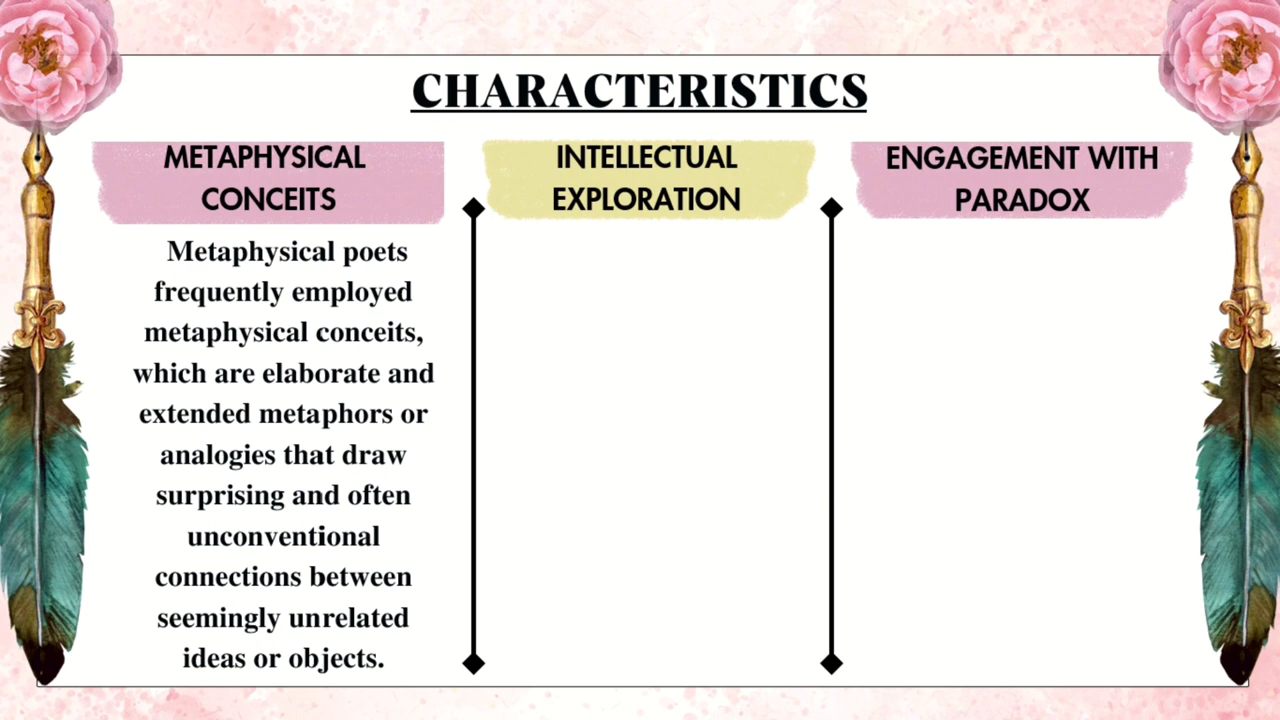 CHARACTERISTICS
METAPHYSICAL
CONCEITS
Metaphysical poets
frequently employed
metaphysical conceits,
which are elaborate and
extended metaphors or
analogies that draw
surprising and often
unconventional
connections between
seemingly unrelated
ideas or objects.
INTELLECTUAL
EXPLORATION
ENGAGEMENT WITH
PARADOX